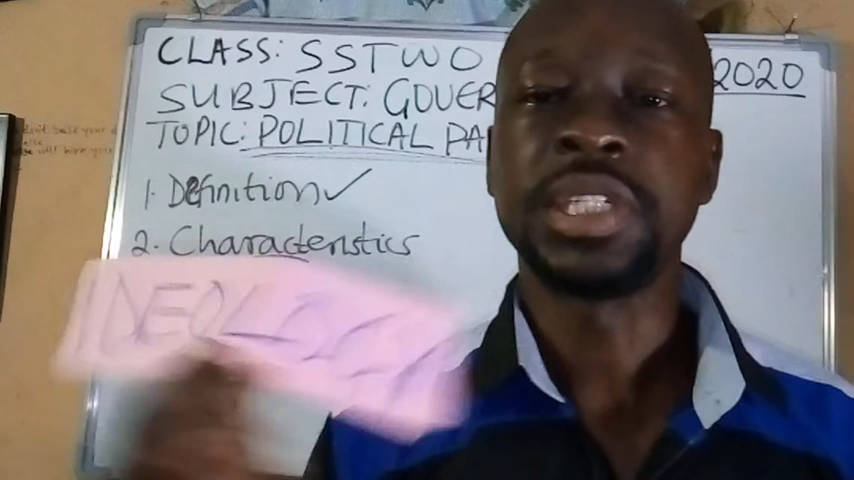 CLASS: SS TWO
2020
SUBJECT: GOVER
TOPIC: POLITICAL PA
1. Definition ✓
2. Characteristics
IDEOLOGY